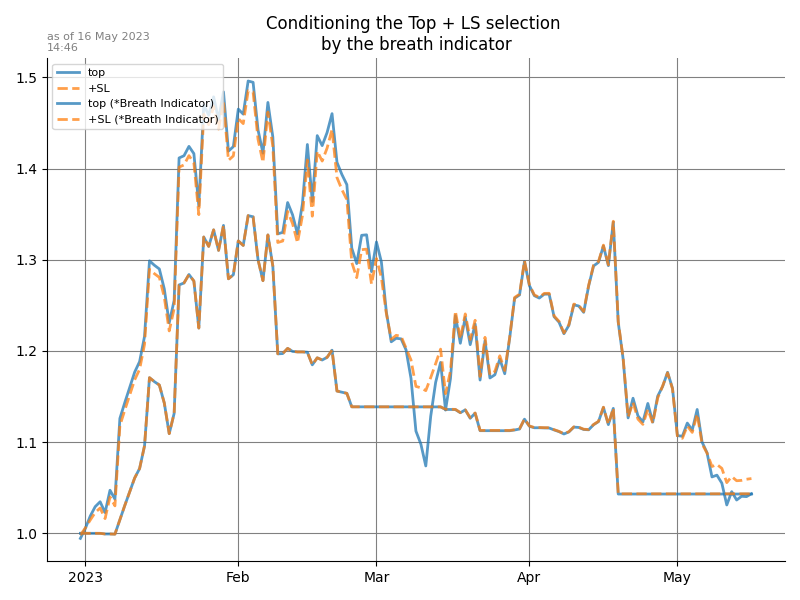 Conditioning the Top + LS selection
by the breath indicator
as of 16 May 2023
14:46
top
+SL
top (*Breath Indicator)
+SL (*Breath Indicator)
1.5
1.4
1.3
1.2
1.1
1.0
2023
Feb
Mar
Apr
May